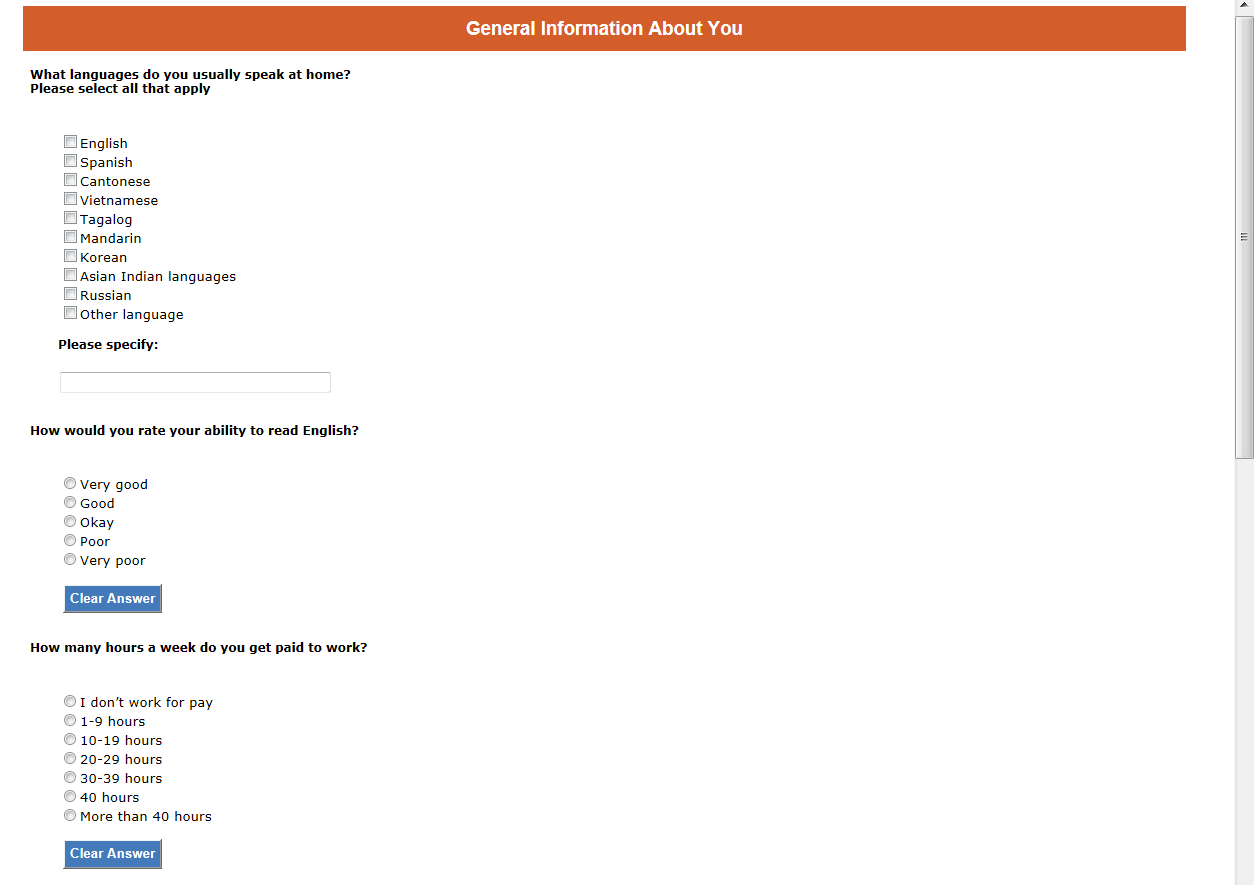 General Information About You
What languages do you usually speak at home?
Please select all that apply
English
Spanish
Cantonese
Vietnamese
Tagalog
Mandarin
Korean
Asian Indian languages
Russian
Other language
Please specify:
How would you rate your ability to read English?
Very good
Good
Okay
Poor
Very poor
Clear Answer
How many hours a week do you get paid to work?
I don’t work for pay
1-9 hours
10-19 hours
20-29 hours
30-39 hours
40 hours
More than 40 hours
Clear Answer